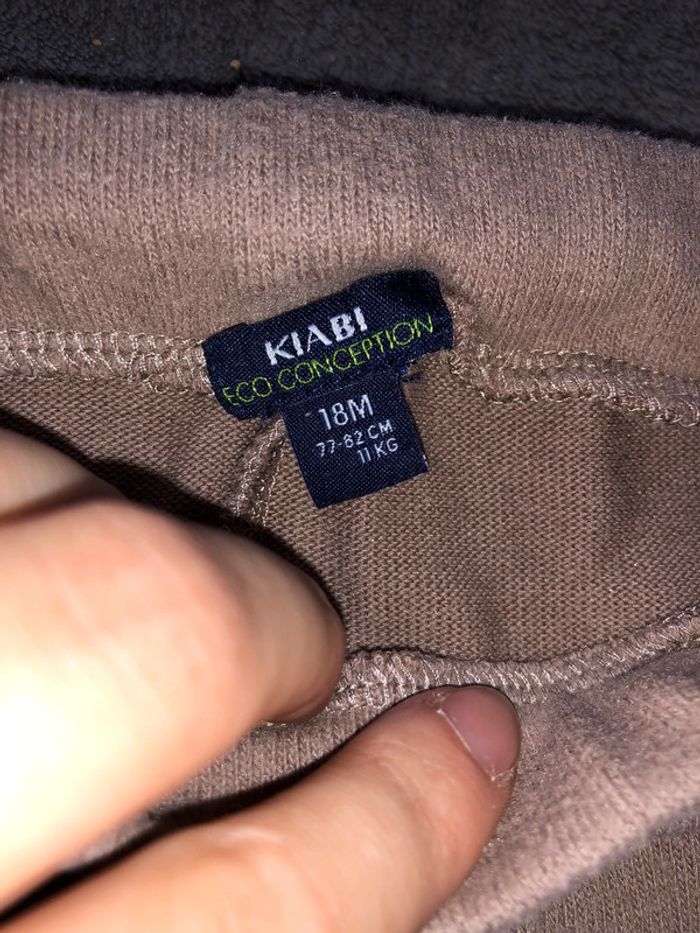 KIABI
ECO CONCEPTION
18M
77-82 CM
11 KG